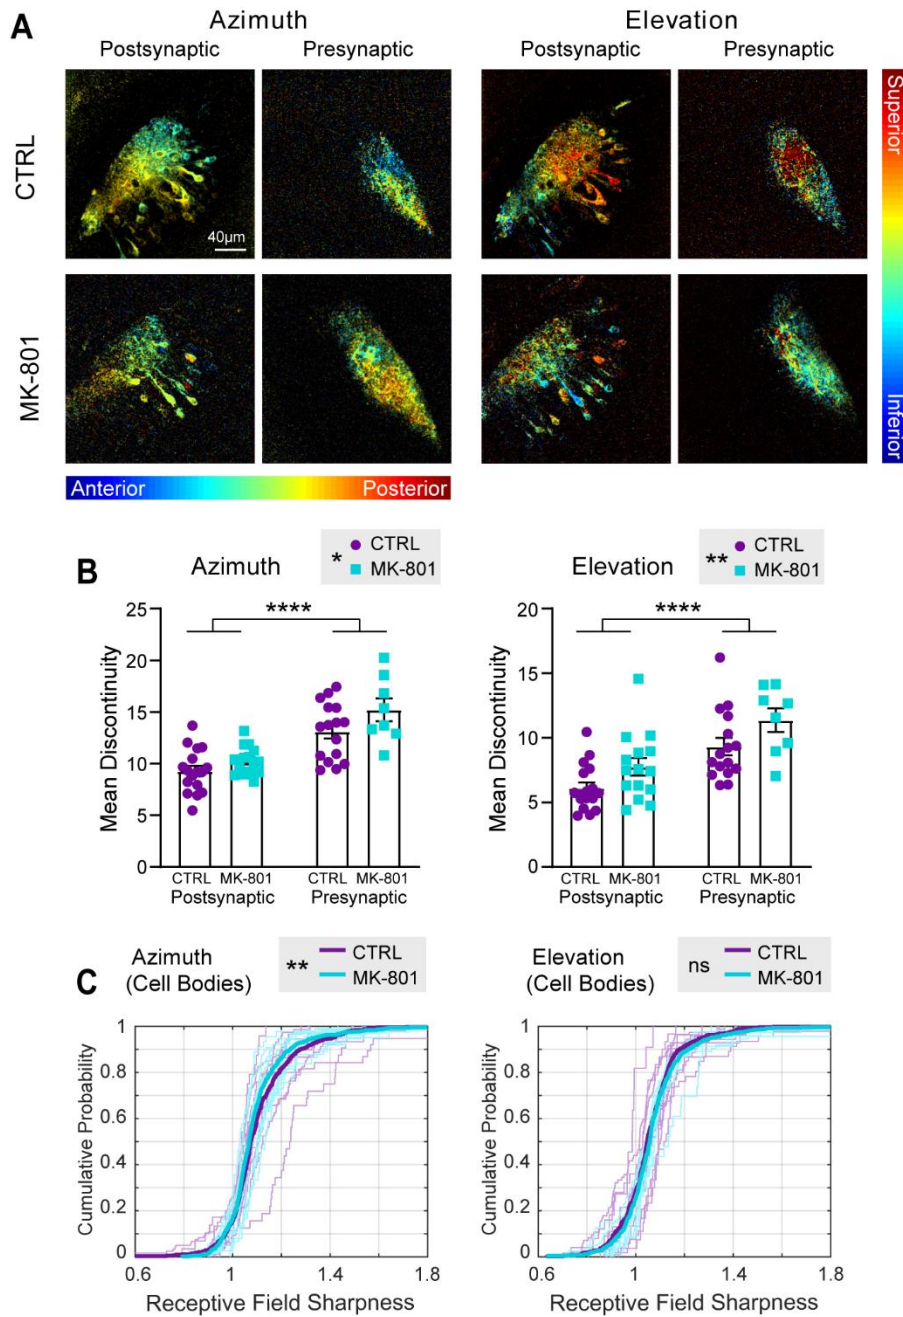 A
Azimuth
Elevation
Postsynaptic
Presynaptic
Postsynaptic
Presynaptic
CTRL
40µm
MK-801
Superior
Inferior
Anterior
Posterior
B
Azimuth
* CTRL
MK-801
Elevation
** CTRL
MK-801
Mean Discontinuity
25
20
15
10
5
0
****
CTRL MK-801 CTRL MK-801
Postsynaptic Presynaptic
Mean Discontinuity
20
15
10
5
0
****
CTRL MK-801 CTRL MK-801
Postsynaptic Presynaptic
C
Azimuth
(Cell Bodies)
** CTRL
MK-801
Elevation
(Cell Bodies)
ns CTRL
MK-801
Cumulative Probability
1
0.8
0.6
0.4
0.2
0
0.6 1 1.4 1.8
Receptive Field Sharpness
Cumulative Probability
1
0.8
0.6
0.4
0.2
0
0.6 1 1.4 1.8
Receptive Field Sharpness